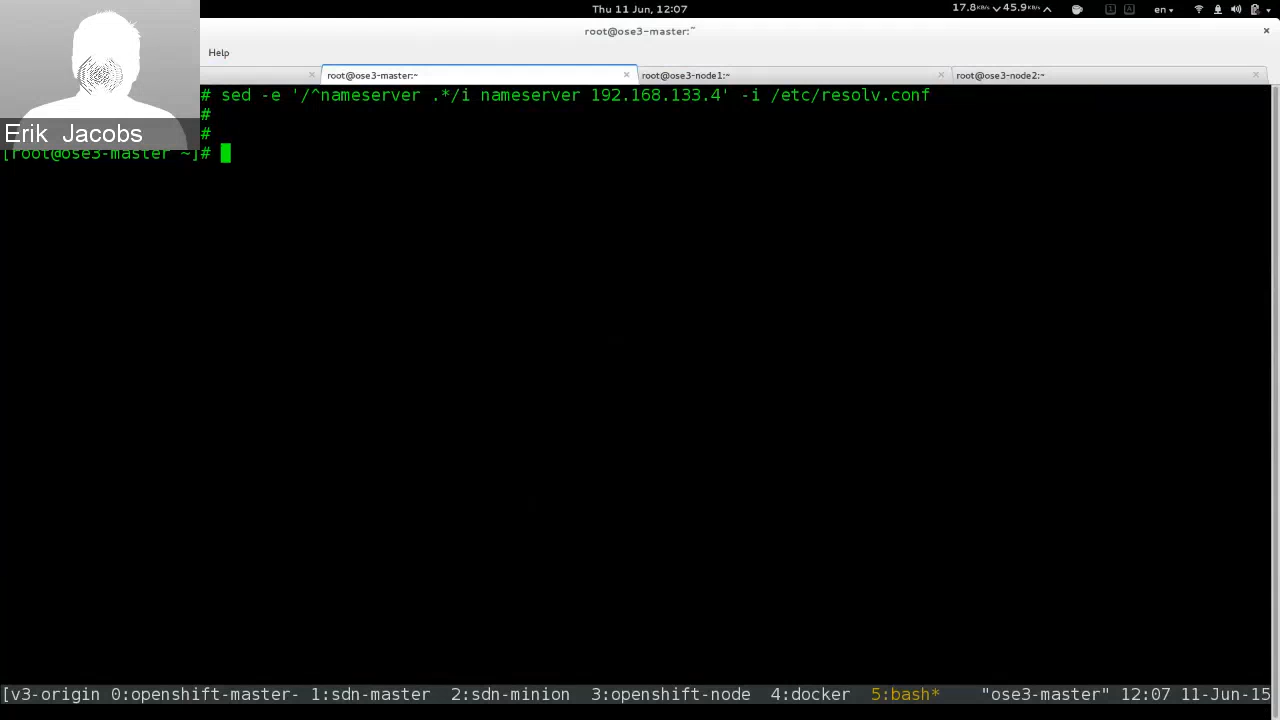 Thu 11 Jun, 12:07
17.8KB/s 45.9KB/s
1 A en
root@ose3-master:~
Help
root@ose3-master:~
root@ose3-node1:~
root@ose3-node2:~
# sed -e '/^nameserver .*/i nameserver 192.168.133.4' -i /etc/resolv.conf
#
Erik Jacobs #
[root@ose3-master ~]#
[v3-origin 0:openshift-master- 1:sdn-master 2:sdn-minion 3:openshift-node 4:docker 5:bash* "ose3-master" 12:07 11-Jun-15